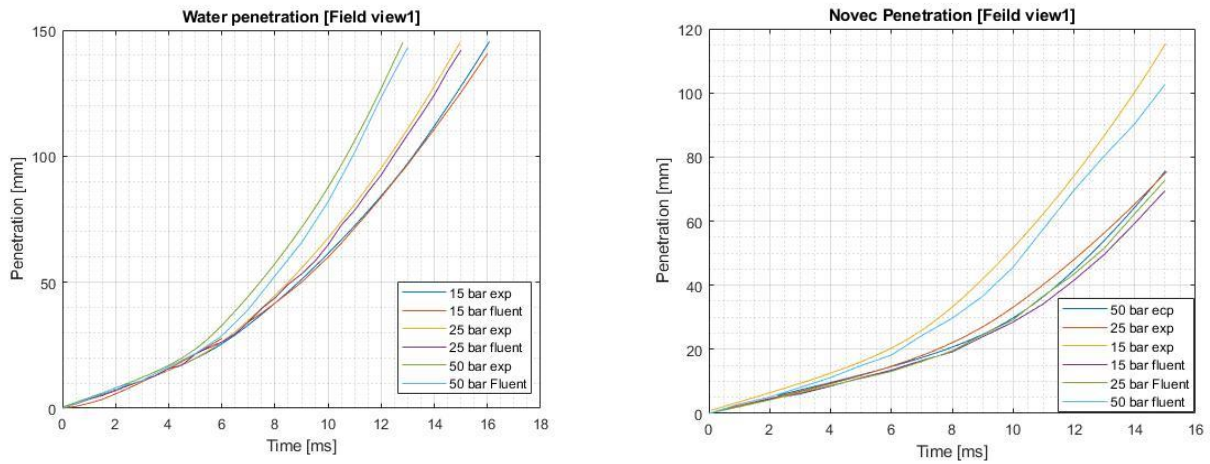 Water penetration [Field view1]
150
100
50
0
Penetration [mm]
15 bar exp
15 bar fluent
25 bar exp
25 bar fluent
50 bar exp
50 bar Fluent
0 2 4 6 8 10 12 14 16 18
Time [ms]
Novec Penetration [Feild view1]
120
100
80
60
40
20
0
Penetration [mm]
50 bar ecp
25 bar exp
15 bar exp
15 bar fluent
25 bar Fluent
50 bar fluent
0 2 4 6 8 10 12 14 15 16
Time [ms]